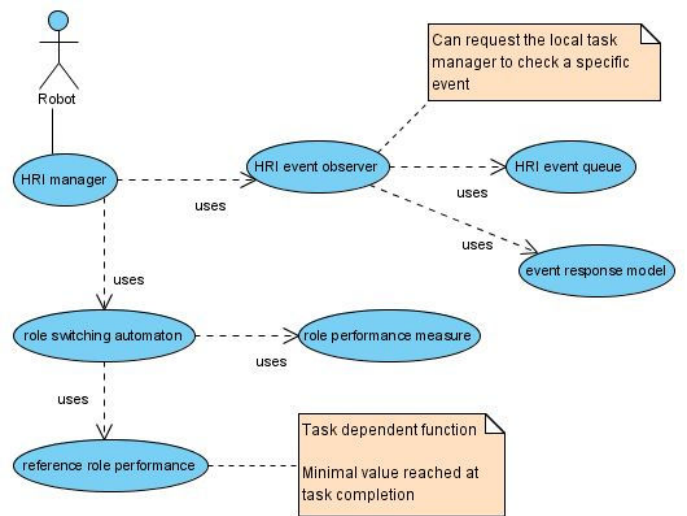 Can request the local task
manager to check a specific
event
Robot
HRI manager
uses
HRI event observer
uses
HRI event queue
uses
event response model
uses
role switching automaton
uses
role performance measure
uses
reference role performance
Task dependent function
Minimal value reached at
task completion